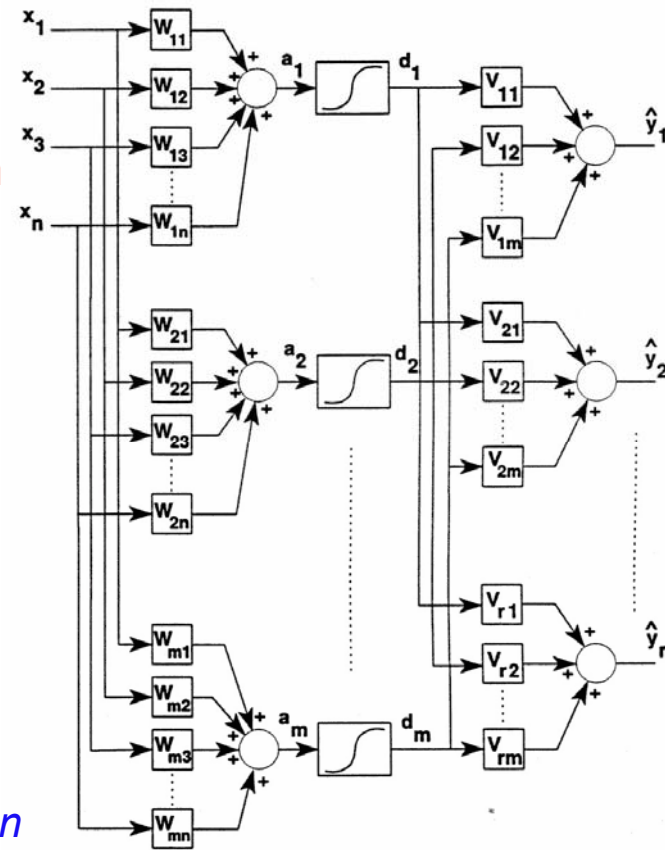 x1 W11 +
a1 d1 V11 +
x2 W12 + +
ŷ1
x3 W13 + V12 +
xn W1n V1m +
W21 + V21 +
a2 d2 ŷ2
W22 + V22 +
W23 + +
W2n V2m +
Vr1 +
Wm1 ŷr
Wm2 + Vr2 +
am dm +
Wm3 + + Vrm
Wmn
n